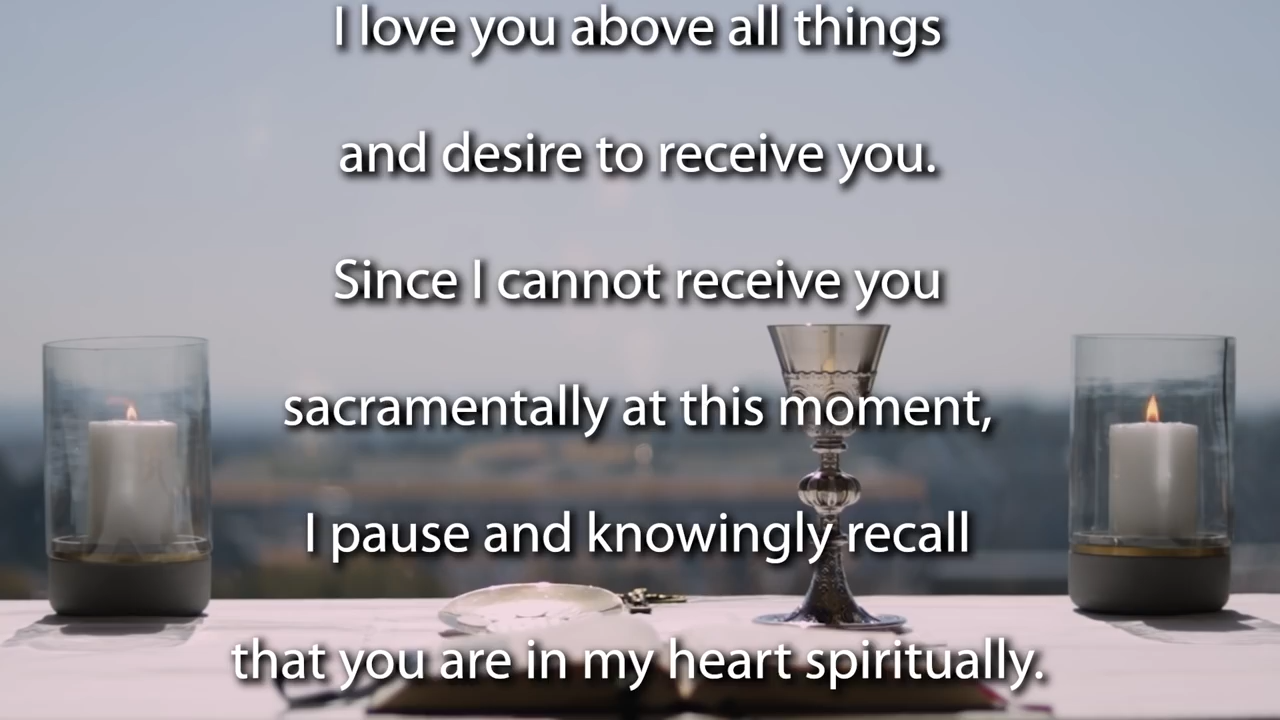 I love you above all things
and desire to receive you.
Since I cannot receive you
sacramentally at this moment,
I pause and knowingly recall
that you are in my heart spiritually.